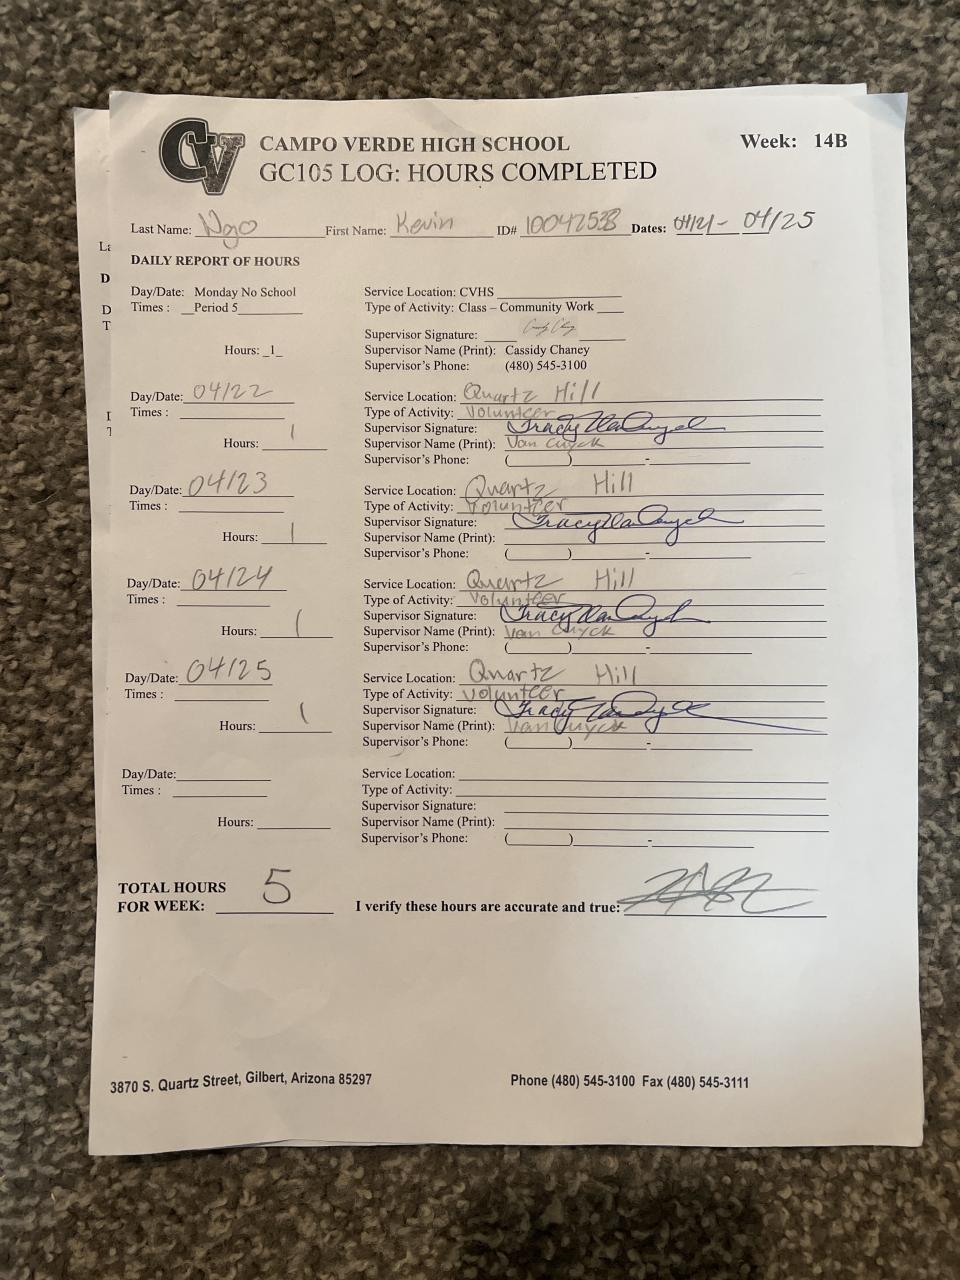 CV
CAMPO VERDE HIGH SCHOOL
Week: 14B
GC105 LOG: HOURS COMPLETED
Last Name: Ngo First Name: Kevin ID# 10042538 Dates: 04/21 - 04/25
DAILY REPORT OF HOURS
Day/Date: Monday No School Service Location: CVHS
Times : Period 5 Type of Activity: Class – Community Work
Supervisor Signature:
Hours: 1 Supervisor Name (Print): Cassidy Chaney
Supervisor's Phone: (480) 545-3100
Day/Date: 04/22 Service Location: Quartz Hill
Times : Type of Activity: Volunteer
Supervisor Signature: Tracy VanCuyck
Hours: 1 Supervisor Name (Print): Van Cuyck
Supervisor's Phone: ( ) -
Day/Date: 04/23 Service Location: Quartz Hill
Times : Type of Activity: Volunteer
Supervisor Signature: Tracy VanCuyck
Hours: 1 Supervisor Name (Print):
Supervisor's Phone: ( ) -
Day/Date: 04/24 Service Location: Quartz Hill
Times : Type of Activity: Volunteer
Supervisor Signature: Tracy VanCuyck
Hours: 1 Supervisor Name (Print): Van Cuyck
Supervisor's Phone: ( ) -
Day/Date: 04/25 Service Location: Quartz Hill
Times : Type of Activity: Volunteer
Supervisor Signature: Tracy VanCuyck
Hours: 1 Supervisor Name (Print): Van Cuyck
Supervisor's Phone: ( ) -
Day/Date: Service Location:
Times : Type of Activity:
Supervisor Signature:
Hours: Supervisor Name (Print):
Supervisor's Phone: ( ) -
TOTAL HOURS
FOR WEEK: 5 I verify these hours are accurate and true:
3870 S. Quartz Street, Gilbert, Arizona 85297 Phone (480) 545-3100 Fax (480) 545-3111